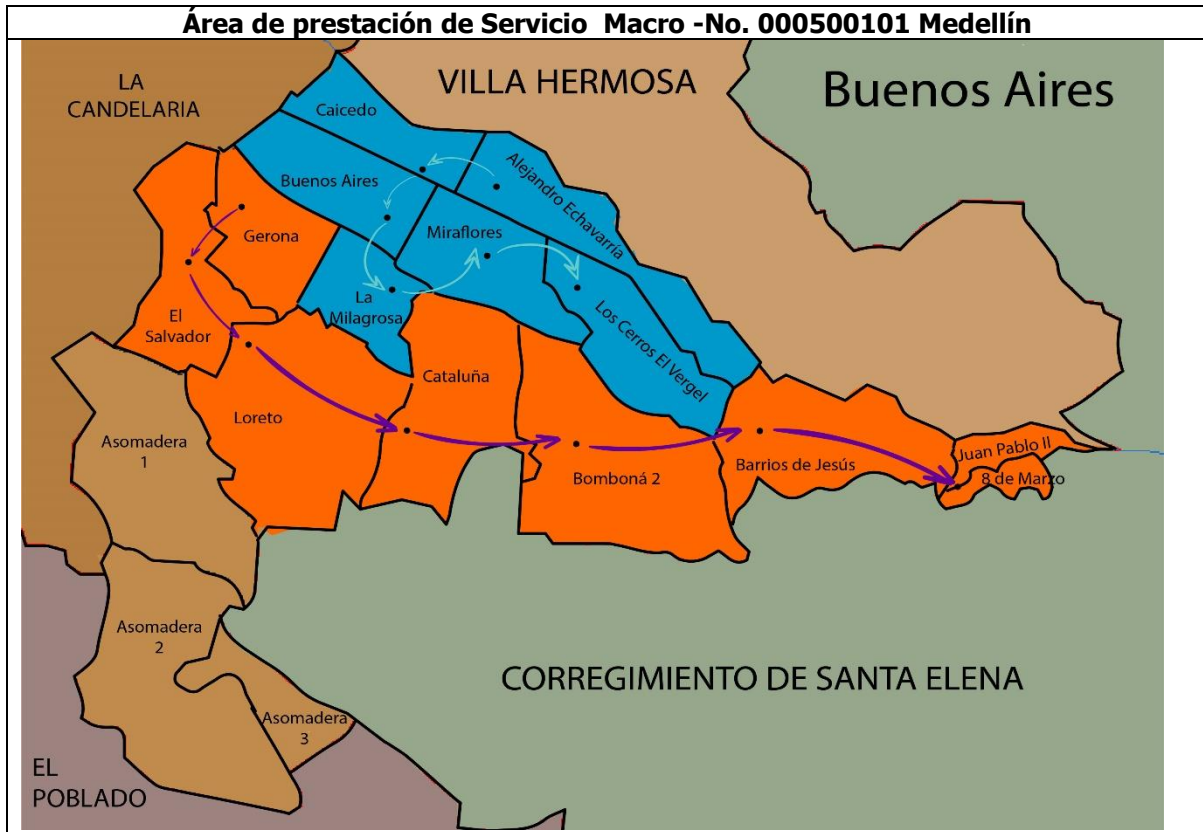 Área de prestación de Servicio Macro -No. 000500101 Medellín
LA
CANDELARIA
VILLA HERMOSA
Buenos Aires
Caicedo
Alejandro Echavarría
Buenos Aires
Miraflores
Gerona
La
Milagrosa
Los Cerros El Vergel
El
Salvador
Cataluña
Loreto
Asomadera
1
Bomboná 2
Barrios de Jesús
Juan Pablo II
8 de Marzo
Asomadera
2
CORREGIMIENTO DE SANTA ELENA
Asomadera
3
EL
POBLADO